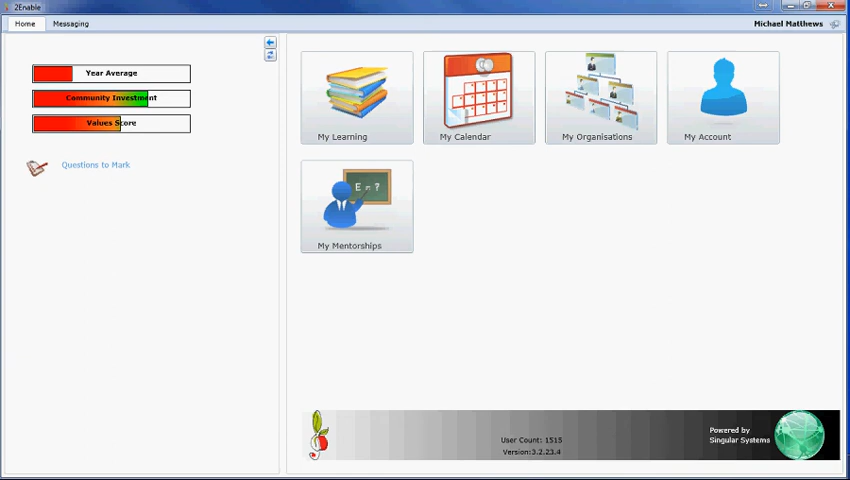 2Enable
Home
Messaging
Michael Matthews
Year Average
Community Investment
Values Score
Questions to Mark
My Learning
My Calendar
My Organisations
My Account
E = ?
My Mentorships
User Count: 1515
Version:3.2.23.4
Powered by
Singular Systems